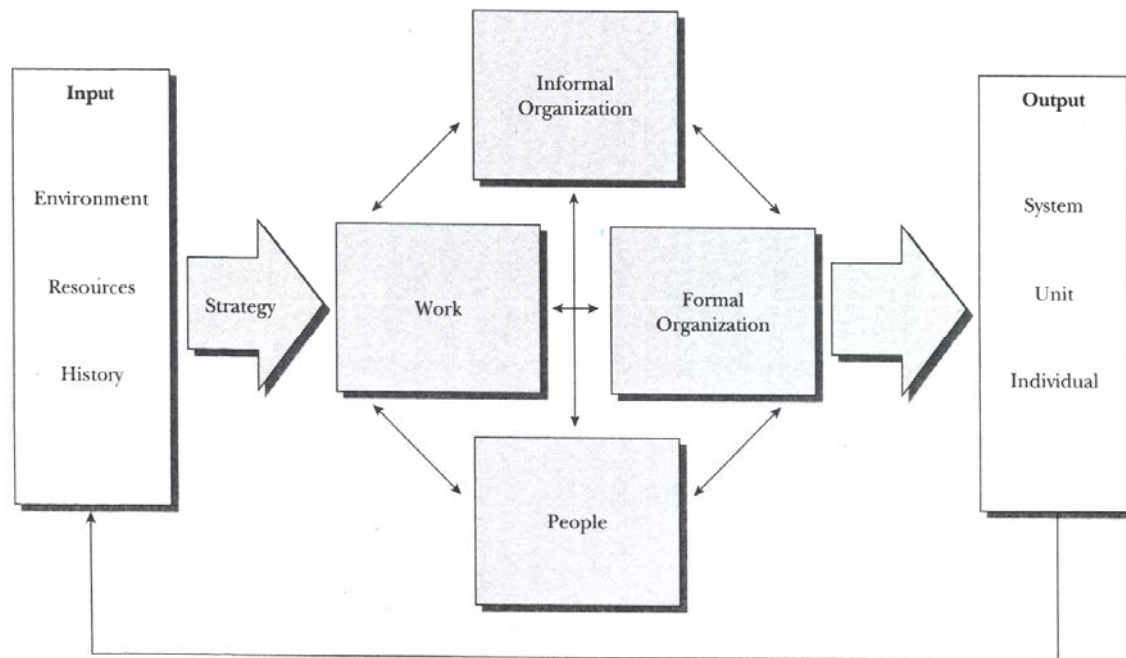 Input
Environment
Resources
History
Strategy
Informal
Organization
Work
Formal
Organization
People
Output
System
Unit
Individual